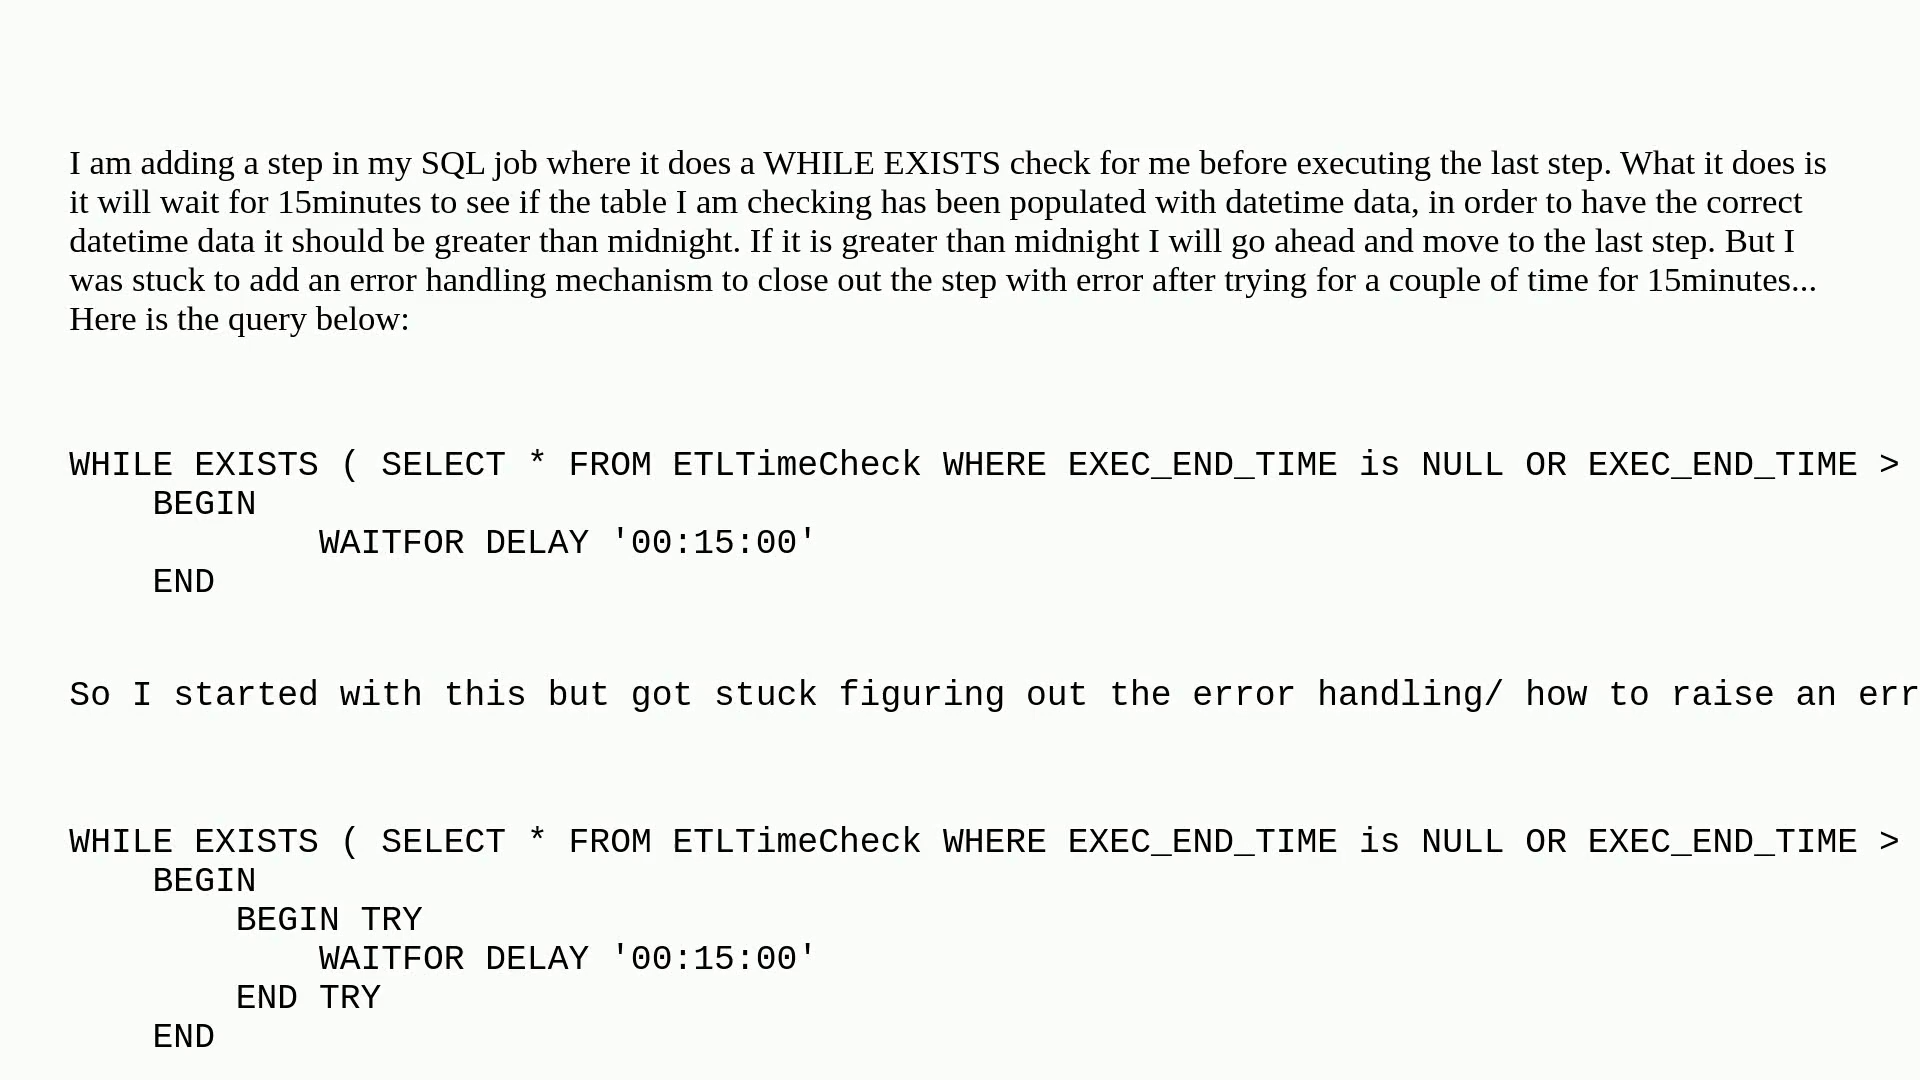 I am adding a step in my SQL job where it does a WHILE EXISTS check for me before executing the last step. What it does is
it will wait for 15minutes to see if the table I am checking has been populated with datetime data, in order to have the correct
datetime data it should be greater than midnight. If it is greater than midnight I will go ahead and move to the last step. But I
was stuck to add an error handling mechanism to close out the step with error after trying for a couple of time for 15minutes...
Here is the query below:
WHILE EXISTS ( SELECT * FROM ETLTimeCheck WHERE EXEC_END_TIME is NULL OR EXEC_END_TIME >
BEGIN
WAITFOR DELAY '00:15:00'
END
So I started with this but got stuck figuring out the error handling/ how to raise an err
WHILE EXISTS ( SELECT * FROM ETLTimeCheck WHERE EXEC_END_TIME is NULL OR EXEC_END_TIME >
BEGIN
BEGIN TRY
WAITFOR DELAY '00:15:00'
END TRY
END